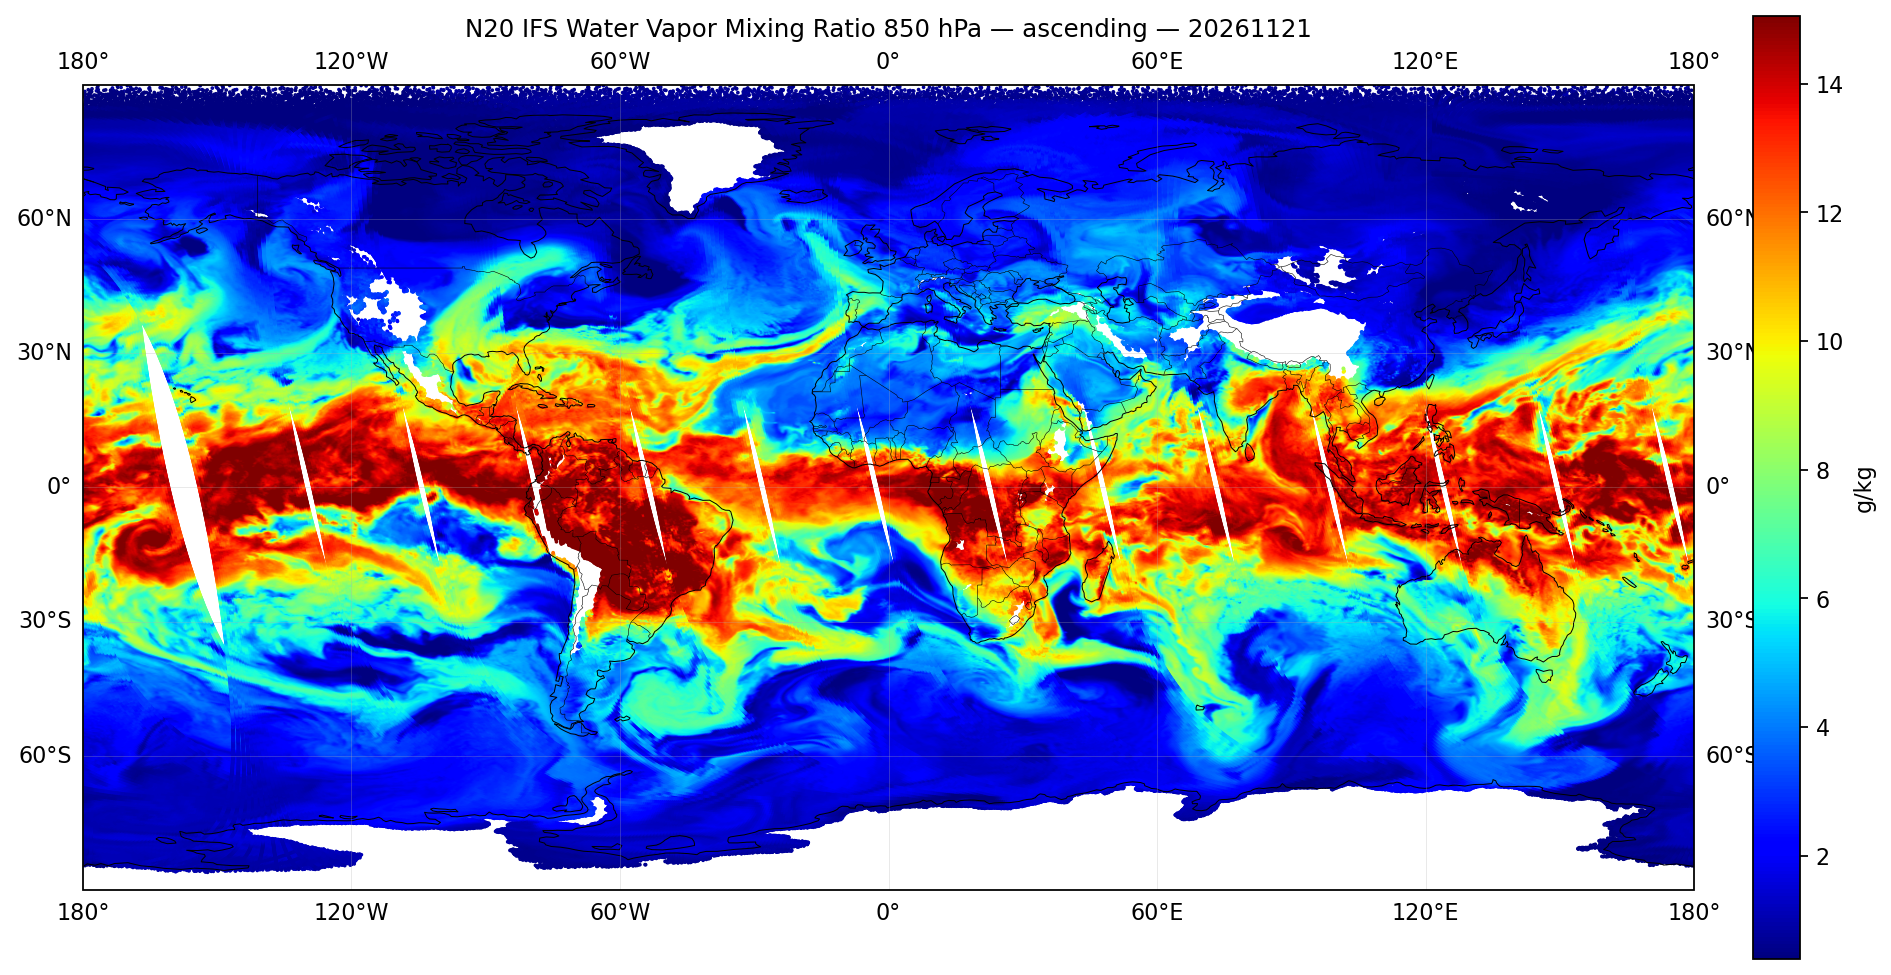 N20 IFS Water Vapor Mixing Ratio 850 hPa — ascending — 20261121
180° 120°W 60°W 0° 60°E 120°E 180°
60°N 60°N
30°N 30°N
0° 0°
30°S 30°S
60°S 60°S
180° 120°W 60°W 0° 60°E 120°E 180°
14
12
10
8
6
4
2
g/kg